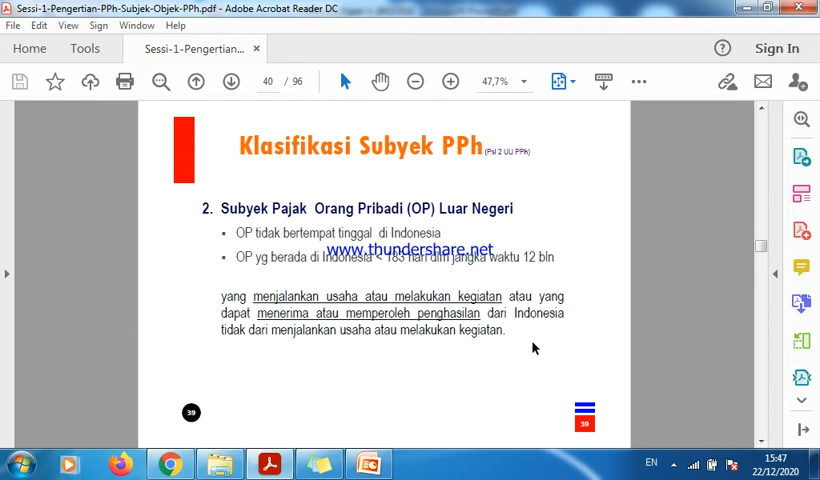 Sessi-1-Pengertian-PPh-Subjek-Objek-PPh.pdf - Adobe Acrobat Reader DC
File Edit View Sign Window Help
Home Tools Sessi-1-Pengertian... × Sign In
40 / 96 47,7%
Klasifikasi Subyek PPh (Psl 2 UU PPh)
2. Subyek Pajak Orang Pribadi (OP) Luar Negeri
▪ OP tidak bertempat tinggal di Indonesia
www.thundershare.net
▪ OP yg berada di Indonesia < 183 hari dlm jangka waktu 12 bln
yang menjalankan usaha atau melakukan kegiatan atau yang
dapat menerima atau memperoleh penghasilan dari Indonesia
tidak dari menjalankan usaha atau melakukan kegiatan.
39
39
EN 15:47
22/12/2020